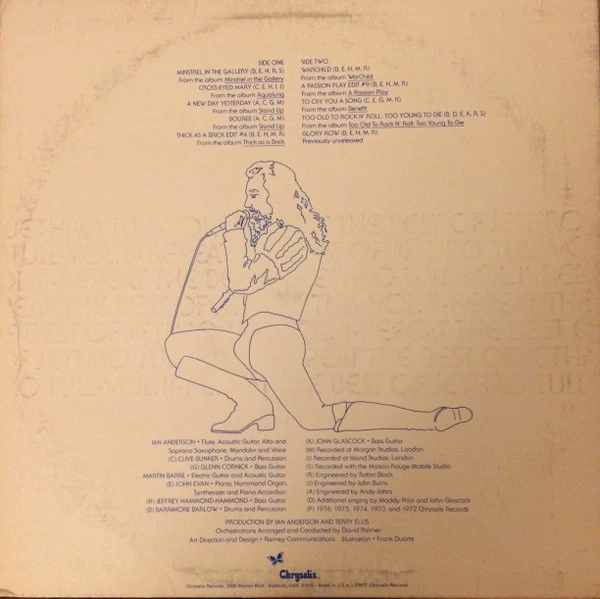 SIDE ONE
MINSTREL IN THE GALLERY (B, E, H, R, S)
From the album Minstrel in the Gallery
CROSS-EYED MARY (C, E, H, I, J)
From the album Aqualung
A NEW DAY YESTERDAY (A, C, G, M)
From the album Stand Up
BOUREE (A, C, G, M)
From the album Stand Up
THICK AS A BRICK EDIT #4 (B, E, H, M, R)
From the album Thick as a Brick
SIDE TWO
WARCHILD (B, E, H, M, R)
From the album WarChild
A PASSION PLAY EDIT #9 (B, E, H, M, R)
From the album A Passion Play
TO CRY YOU A SONG (C, E, G, M, R)
From the album Benefit
TOO OLD TO ROCK N' ROLL, TOO YOUNG TO DIE (B, D, E, K, R, S)
From the album Too Old To Rock N' Roll, Too Young To Die
GLORY ROW (B, E, H, M, R)
Previously unreleased
IAN ANDERSON • Flute, Acoustic Guitar, Alto and
Soprano Saxophone, Mandolin and Voice
(C) CLIVE BUNKER • Drums and Percussion
(G) GLENN CORNICK • Bass Guitar
MARTIN BARRE • Electric Guitar and Acoustic Guitar
(E) JOHN EVAN • Piano, Hammond Organ,
Synthesizer and Piano Accordian
(H) JEFFREY HAMMOND-HAMMOND • Bass Guitar
(B) BARRIMORE BARLOW • Drums and Percussion
(K) JOHN GLASCOCK • Bass Guitar
(M) Recorded at Morgan Studios, London
(I) Recorded at Island Studios, London
(S) Recorded with the Maison Rouge Mobile Studio
(R) Engineered by Robin Black
(J) Engineered by John Burns
(A) Engineered by Andy Johns
(D) Additional singing by Maddy Prior and John Glascock
(P) 1976, 1975, 1974, 1973, and 1972 Chrysalis Records
PRODUCTION BY IAN ANDERSON AND TERRY ELLIS
Orchestrations Arranged and Conducted by David Palmer
Art Direction and Design • Ramey Communications Illustration • Frank Duarte
Chrysalis
Chrysalis Records, Blvd., Calif. • Made in U.S.A. • Chrysalis Records